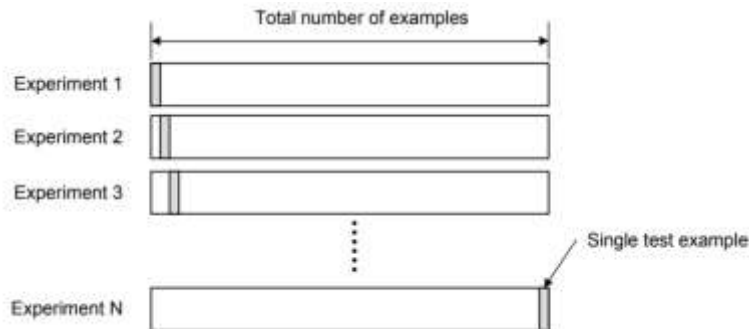 Total number of examples
Experiment 1
Experiment 2
Experiment 3
Single test example
Experiment N